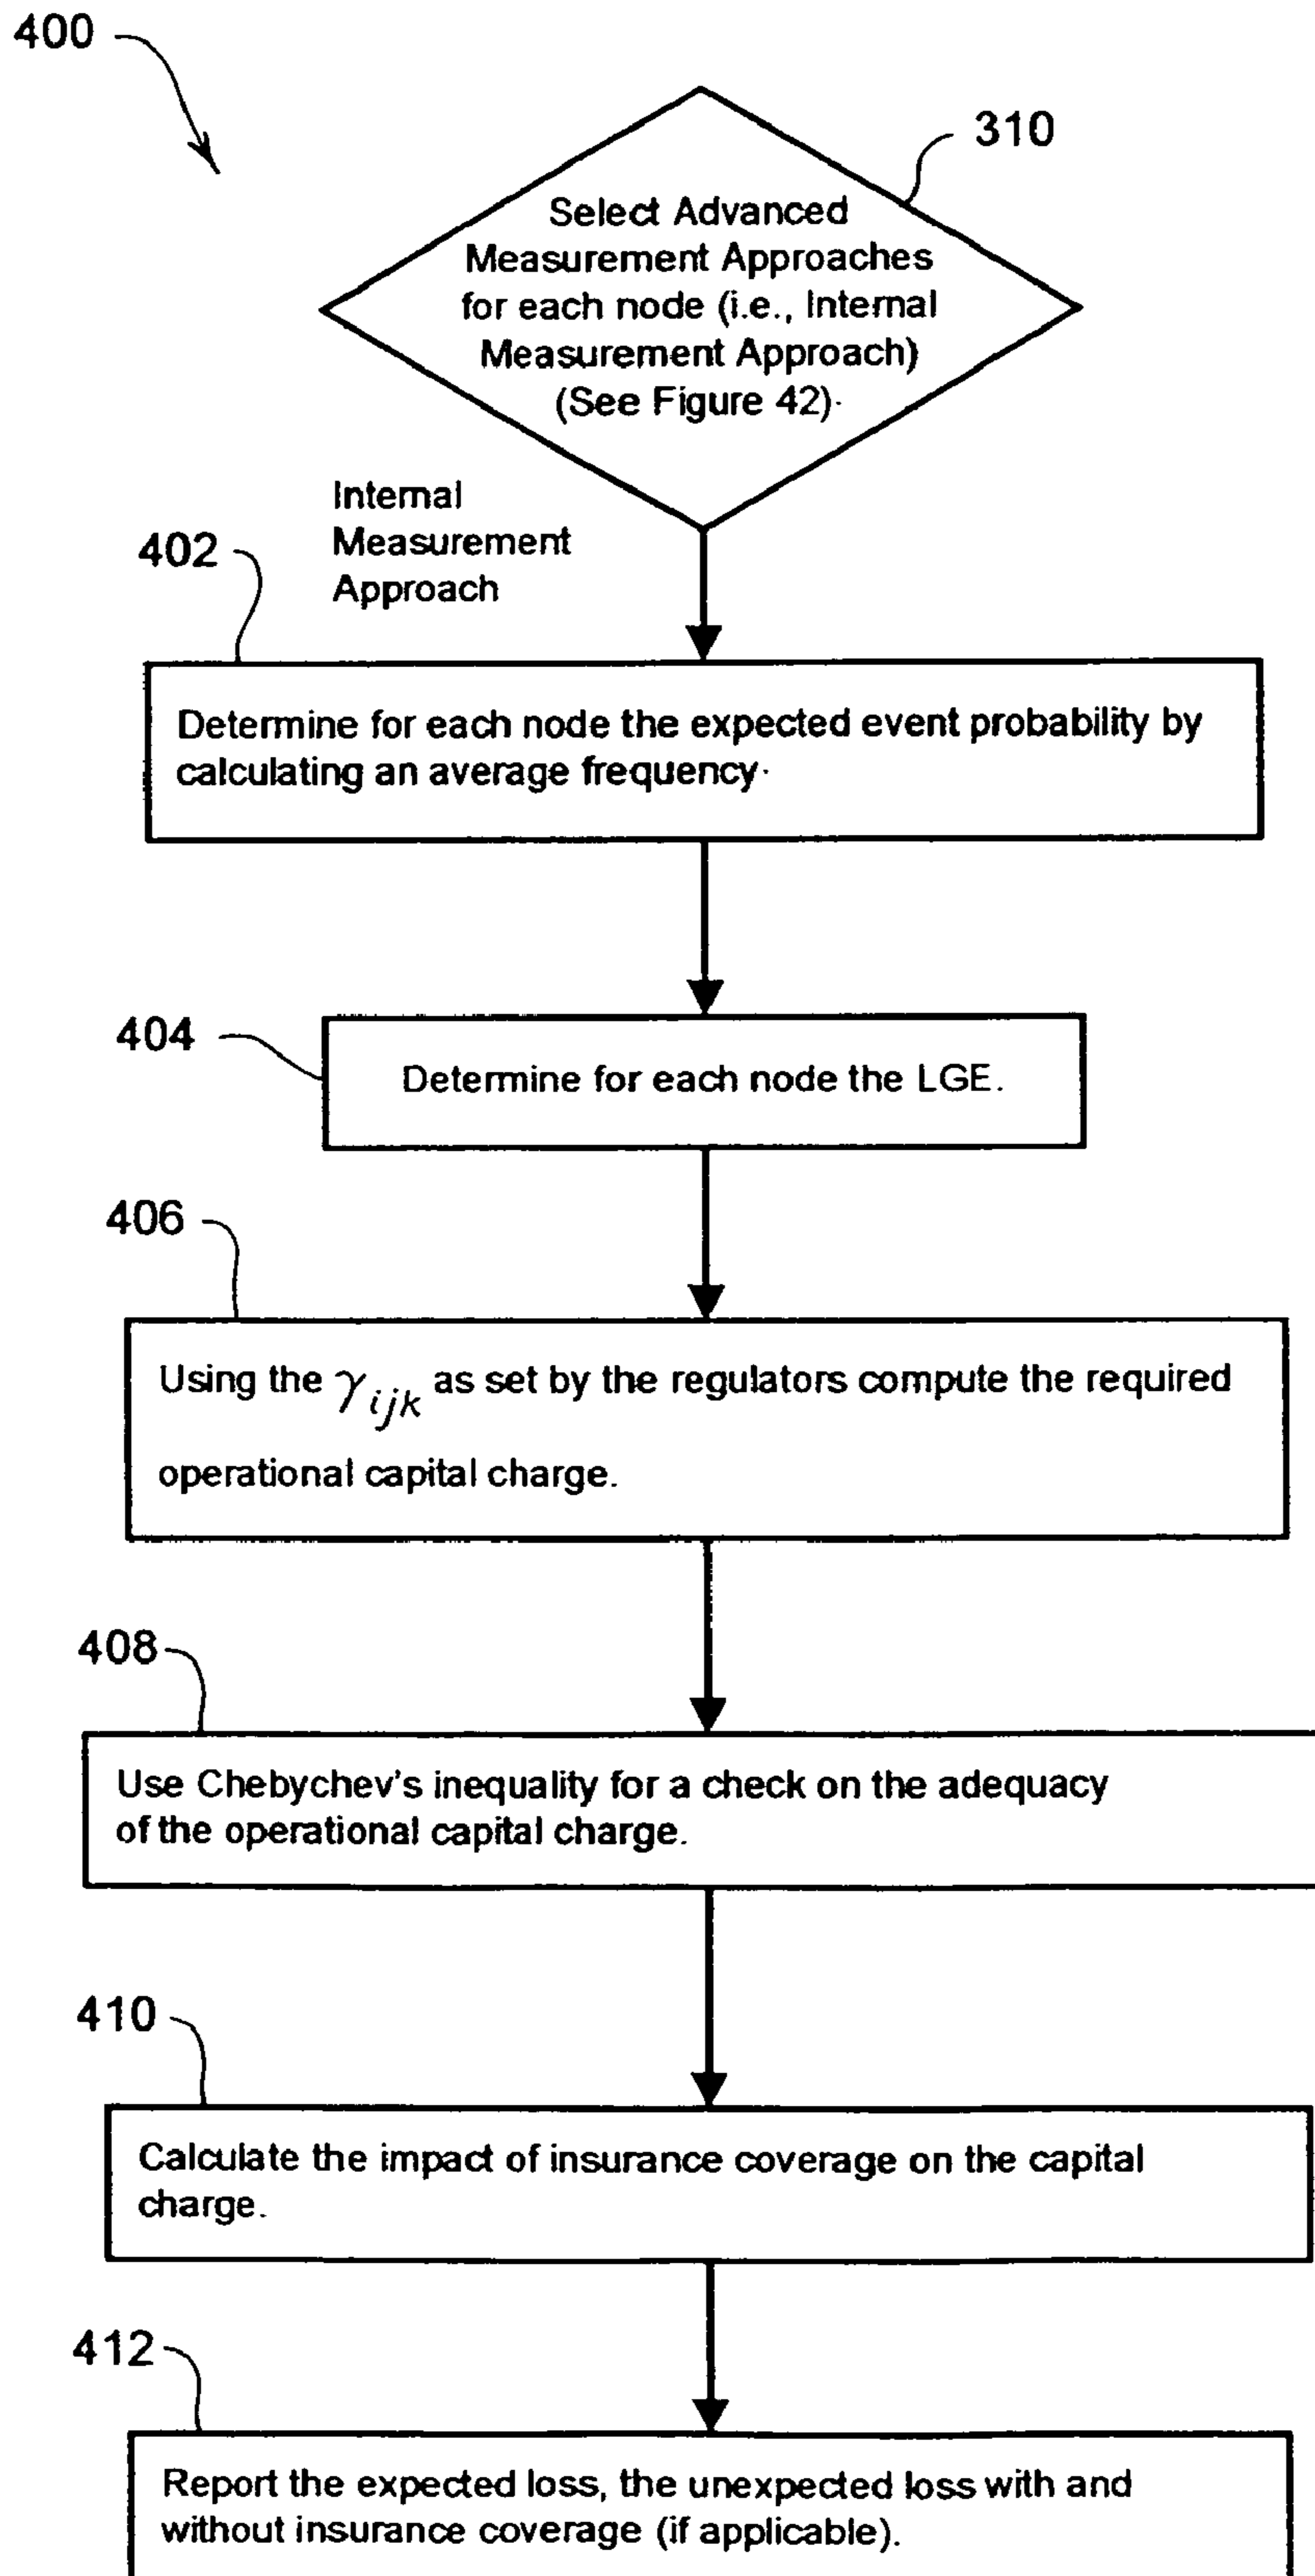 400
310
Select Advanced
Measurement Approaches
for each node (i.e., Internal
Measurement Approach)
(See Figure 42).
Internal
Measurement
Approach
402
Determine for each node the expected event probability by
calculating an average frequency.
404
Determine for each node the LGE.
406
Using the γijk as set by the regulators compute the required
operational capital charge.
408
Use Chebychev's inequality for a check on the adequacy
of the operational capital charge.
410
Calculate the impact of insurance coverage on the capital
charge.
412
Report the expected loss, the unexpected loss with and
without insurance coverage (if applicable).